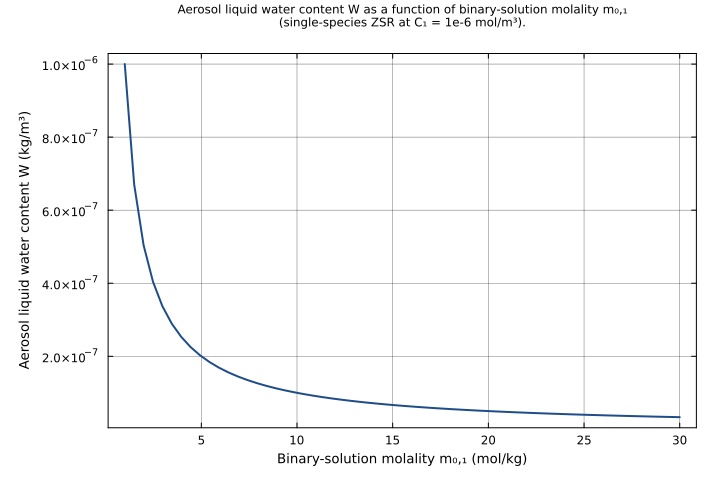 Aerosol liquid water content W as a function of binary-solution molality m₀,₁
(single-species ZSR at C₁ = 1e-6 mol/m³).
Aerosol liquid water content W (kg/m³)
1.0×10⁻⁶
8.0×10⁻⁷
6.0×10⁻⁷
4.0×10⁻⁷
2.0×10⁻⁷
5 10 15 20 25 30
Binary-solution molality m₀,₁ (mol/kg)